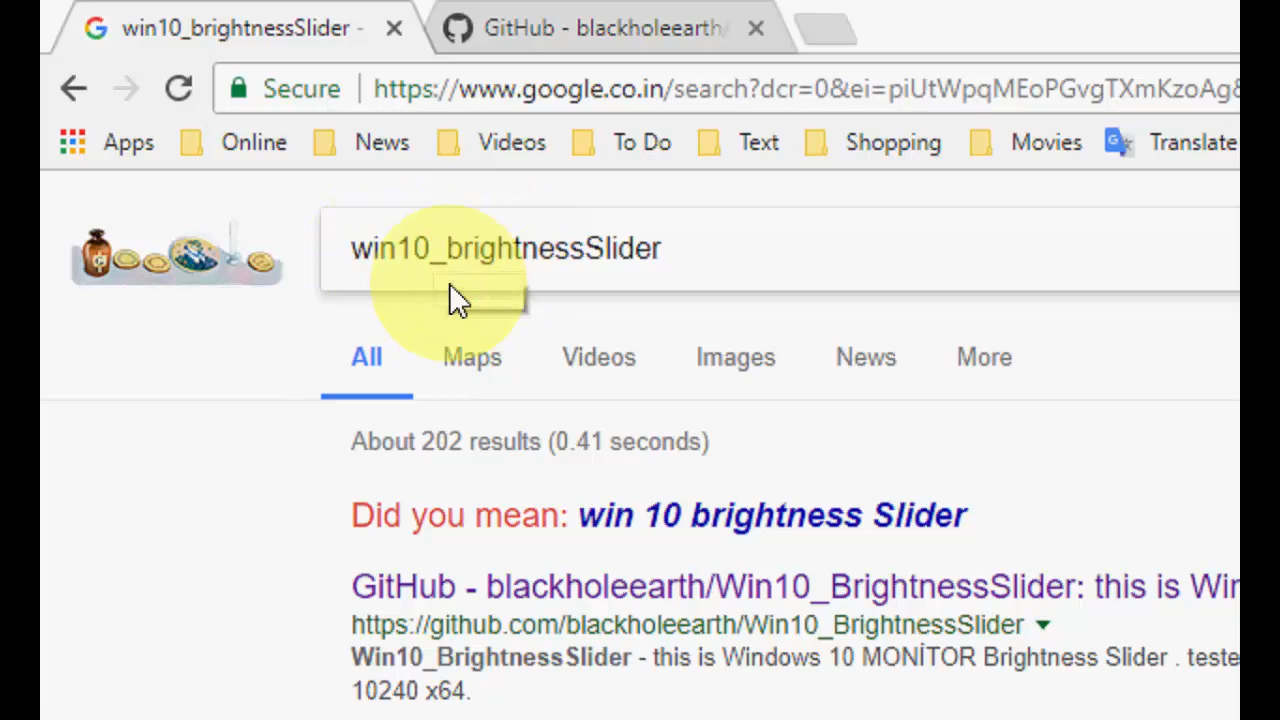 win10_brightnessSlider -
GitHub - blackholeearth/
Secure
https://www.google.co.in/search?dcr=0&ei=piUtWpqMEoPGvgTXmKzoAg&
Apps Online News Videos To Do Text Shopping Movies Translate
win10_brightnessSlider
All Maps Videos Images News More
About 202 results (0.41 seconds)
Did you mean: win 10 brightness Slider
GitHub - blackholeearth/Win10_BrightnessSlider: this is Win
https://github.com/blackholeearth/Win10_BrightnessSlider
Win10_BrightnessSlider - this is Windows 10 MONİTOR Brightness Slider . teste
10240 x64.